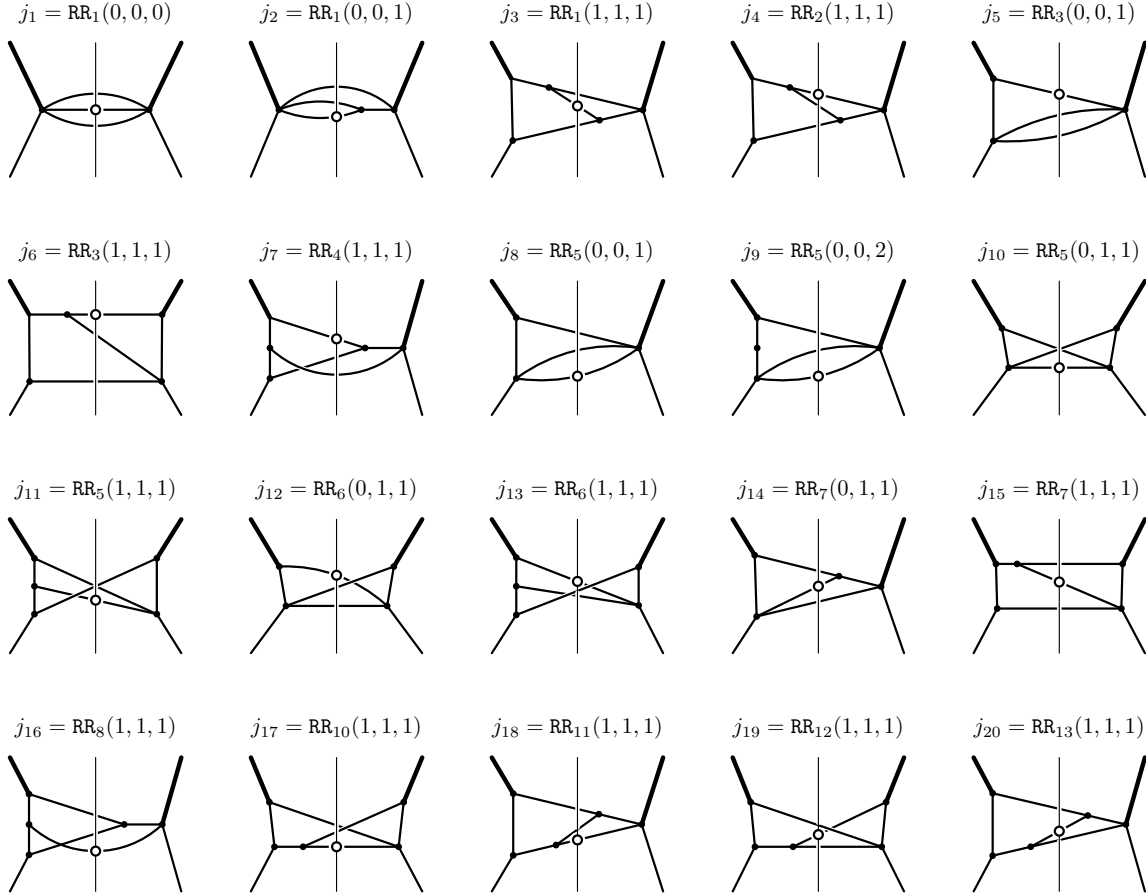 j₁ = RR₁(0, 0, 0) j₂ = RR₁(0, 0, 1) j₃ = RR₁(1, 1, 1) j₄ = RR₂(1, 1, 1) j₅ = RR₃(0, 0, 1)
j₆ = RR₃(1, 1, 1) j₇ = RR₄(1, 1, 1) j₈ = RR₅(0, 0, 1) j₉ = RR₅(0, 0, 2) j₁₀ = RR₅(0, 1, 1)
j₁₁ = RR₅(1, 1, 1) j₁₂ = RR₆(0, 1, 1) j₁₃ = RR₆(1, 1, 1) j₁₄ = RR₇(0, 1, 1) j₁₅ = RR₇(1, 1, 1)
j₁₆ = RR₈(1, 1, 1) j₁₇ = RR₁₀(1, 1, 1) j₁₈ = RR₁₁(1, 1, 1) j₁₉ = RR₁₂(1, 1, 1) j₂₀ = RR₁₃(1, 1, 1)